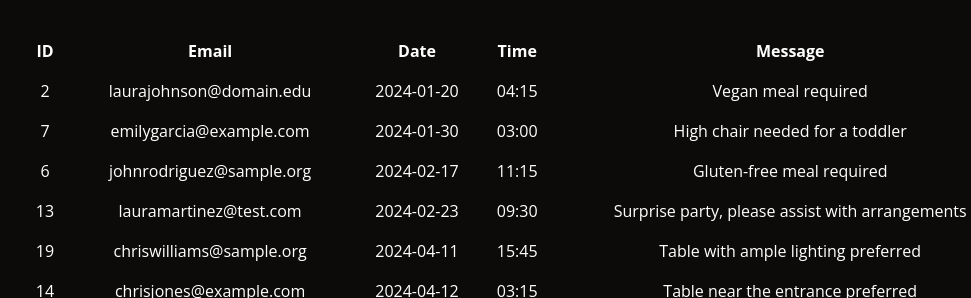 ID Email Date Time Message
2 laurajohnson@domain.edu 2024-01-20 04:15 Vegan meal required
7 emilygarcia@example.com 2024-01-30 03:00 High chair needed for a toddler
6 johnrodriguez@sample.org 2024-02-17 11:15 Gluten-free meal required
13 lauramartinez@test.com 2024-02-23 09:30 Surprise party, please assist with arrangements
19 chriswilliams@sample.org 2024-04-11 15:45 Table with ample lighting preferred
14 chrisjones@example.com 2024-04-12 03:15 Table near the entrance preferred